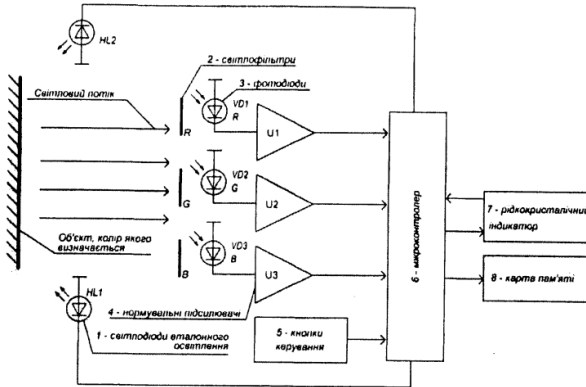 HL2
2 - світлофільтри
3 - фотодіоди
Світловий потік
VD1
R
R
U1
VD2
G
G
U2
VD3
B
B
U3
Об'єкт, колір якого
визначається
HL1
4 - нормувальні підсилювачі
1 - світлодіоди еталонного
освітлення
5 - кнопки
керування
6 - мікроконтролер
7 - рідкокристалічний
індикатор
8 - карта пам'яті